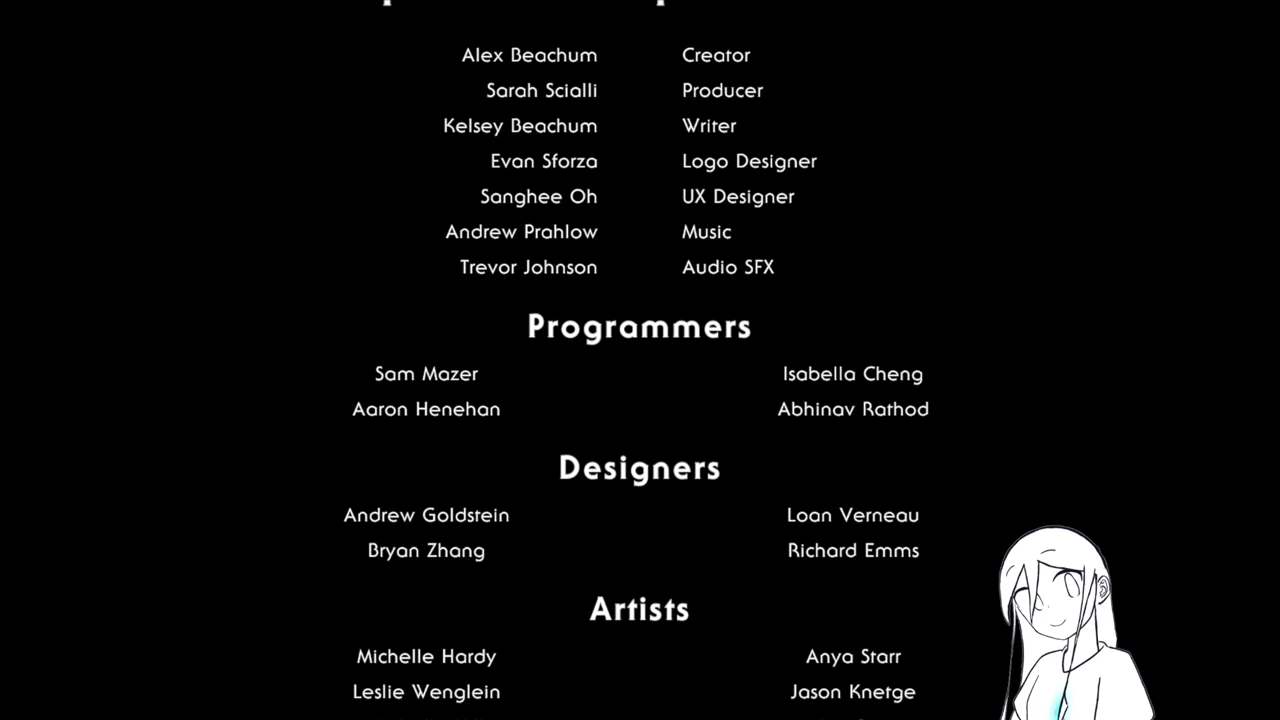 Alex Beachum Creator
Sarah Scialli Producer
Kelsey Beachum Writer
Evan Sforza Logo Designer
Sanghee Oh UX Designer
Andrew Prahlow Music
Trevor Johnson Audio SFX
Programmers
Sam Mazer Isabella Cheng
Aaron Henehan Abhinav Rathod
Designers
Andrew Goldstein Loan Verneau
Bryan Zhang Richard Emms
Artists
Michelle Hardy Anya Starr
Leslie Wenglein Jason Knetge